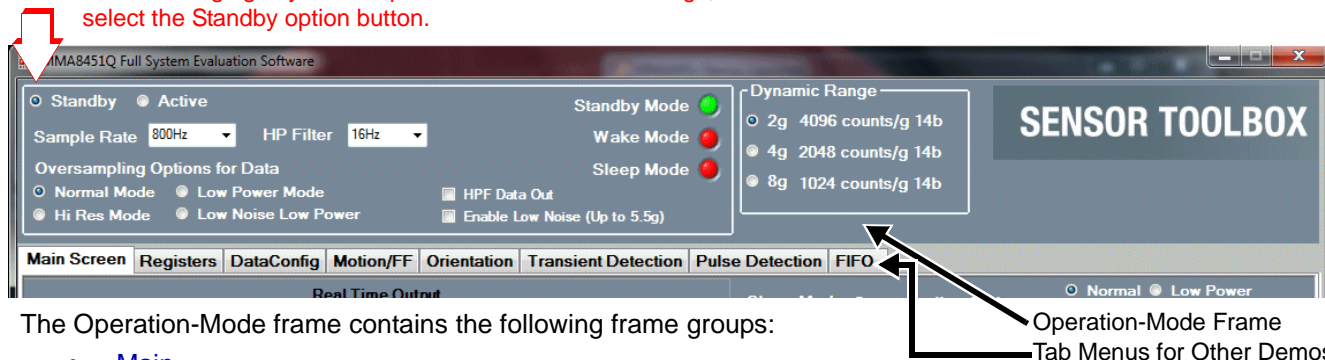 select the Standby option button.
MMA8451Q Full System Evaluation Software
Standby Active
Sample Rate 800Hz HP Filter 16Hz
Oversampling Options for Data
Normal Mode Low Power Mode
Hi Res Mode Low Noise Low Power
HPF Data Out
Enable Low Noise (Up to 5.5g)
Standby Mode
Wake Mode
Sleep Mode
Dynamic Range
2g 4096 counts/g 14b
4g 2048 counts/g 14b
8g 1024 counts/g 14b
SENSOR TOOLBOX
Main Screen Registers DataConfig Motion/FF Orientation Transient Detection Pulse Detection FIFO
Real Time Output
Normal Low Power
The Operation-Mode frame contains the following frame groups:
• Main
Operation-Mode Frame
Tab Menus for Other Demos